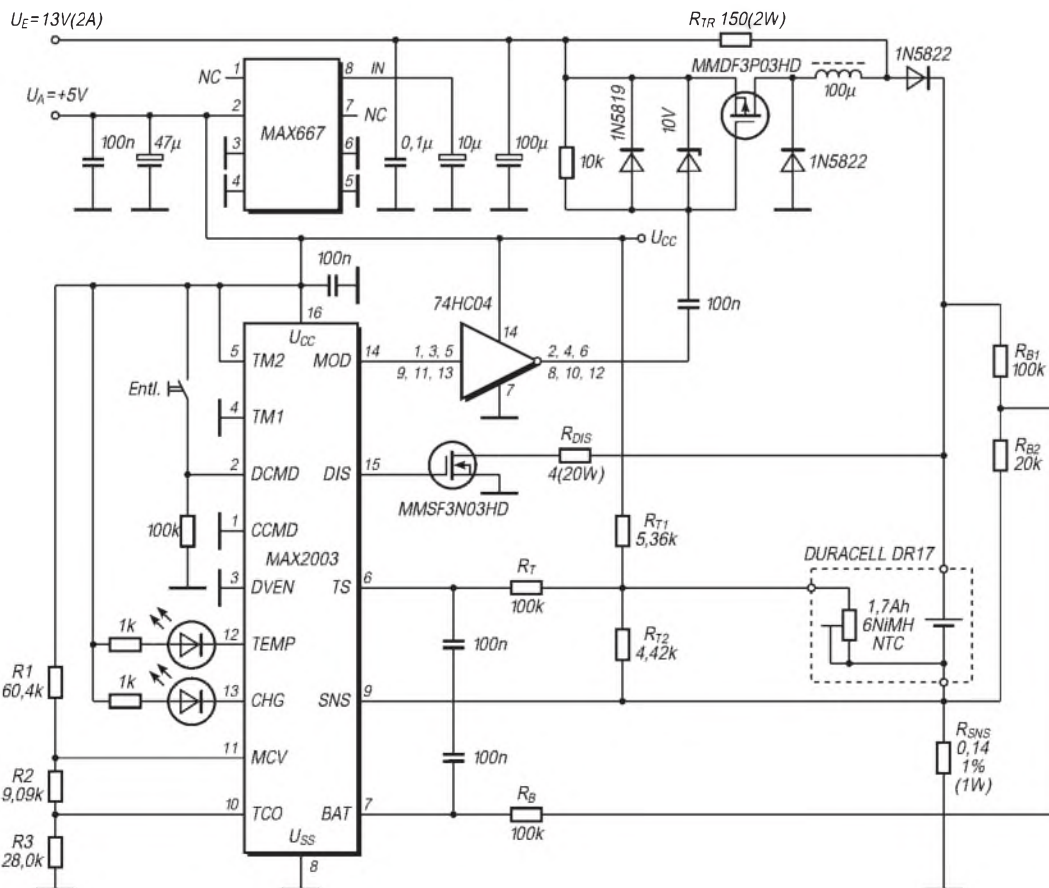 U_E=13V(2A)
R_TR 150(2W)
1N5822
NC
1
8
IN
MMDF3P03HD
100µ
U_A=+5V
2
7
NC
MAX667
100n
47µ
3
6
4
5
0,1µ
10µ
100µ
10k
1N5819
10V
1N5822
U_CC
100n
74HC04
100n
16
14
U_CC
5
TM2
MOD
14
1, 3, 5
9, 11, 13
2, 4, 6
8, 10, 12
7
R_B1
100k
Entl.
4
TM1
R_DIS
4(20W)
R_B2
20k
2
DCMD
DIS
15
MMSF3N03HD
100k
1
CCMD
MAX2003
R_T1
5,36k
DURACELL DR17
3
DVEN
TS
6
R_T
100k
1,7Ah
6NiMH
NTC
1k
12
TEMP
100n
R_T2
4,42k
1k
13
CHG
SNS
9
R1
60,4k
R_SNS
0,14
1%
(1W)
11
MCV
100n
R2
9,09k
10
TCO
BAT
7
R_B
100k
R3
28,0k
U_SS
8